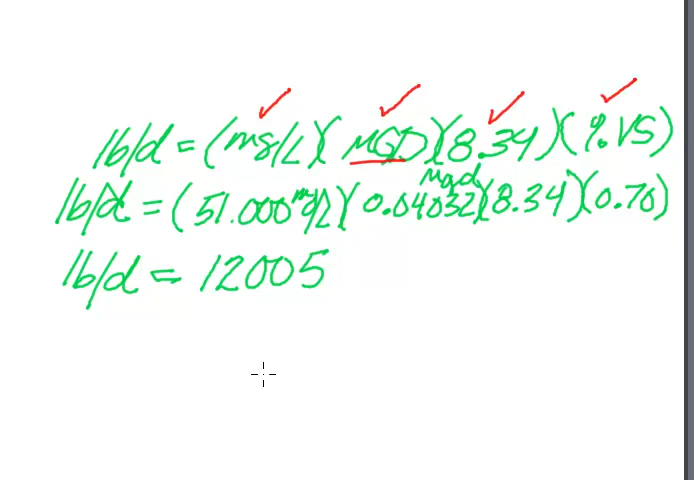 lb/d = (mg/L)(MGD)(8.34)(%VS)
lb/d = (51.000 mg/L)(0.04032 mgd)(8.34)(0.70)
lb/d = 12005